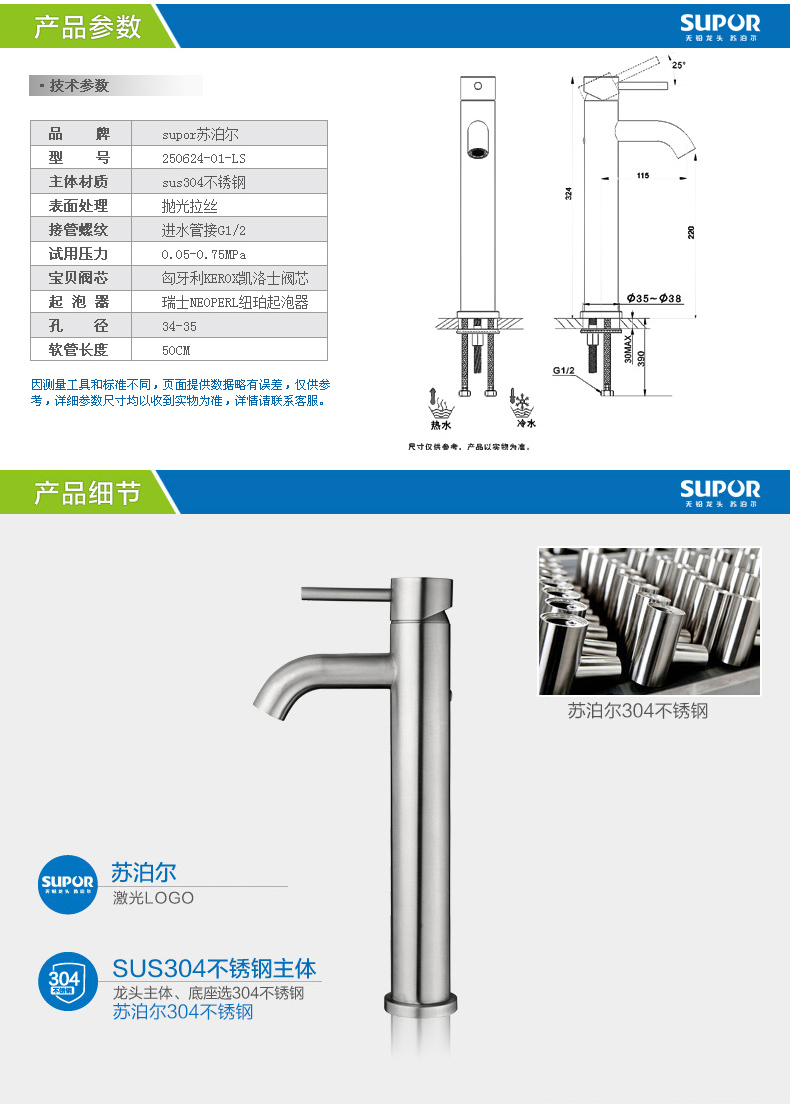 产品参数
SUPOR
无铅龙头 苏泊尔
·技术参数
品 牌 supor苏泊尔
型 号 250624-01-LS
主体材质 sus304不锈钢
表面处理 抛光拉丝
接管螺纹 进水管接G1/2
试用压力 0.05-0.75MPa
宝贝阀芯 匈牙利KEROX凯洛士阀芯
起 泡 器 瑞士NEOPERL纽珀起泡器
孔 径 34-35
软管长度 50CM
因测量工具和标准不同，页面提供数据略有误差，仅供参
考，详细参数尺寸均以收到实物为准，详情请联系客服。
25°
324
115
220
Φ35~Φ38
30MAX
390
G1/2
热水
冷水
尺寸仅供参考，产品以实物为准。
产品细节
SUPOR
无铅龙头 苏泊尔
苏泊尔304不锈钢
SUPOR
无铅龙头 苏泊尔
苏泊尔
激光LOGO
304
不锈钢
SUS304不锈钢主体
龙头主体、底座选304不锈钢
苏泊尔304不锈钢